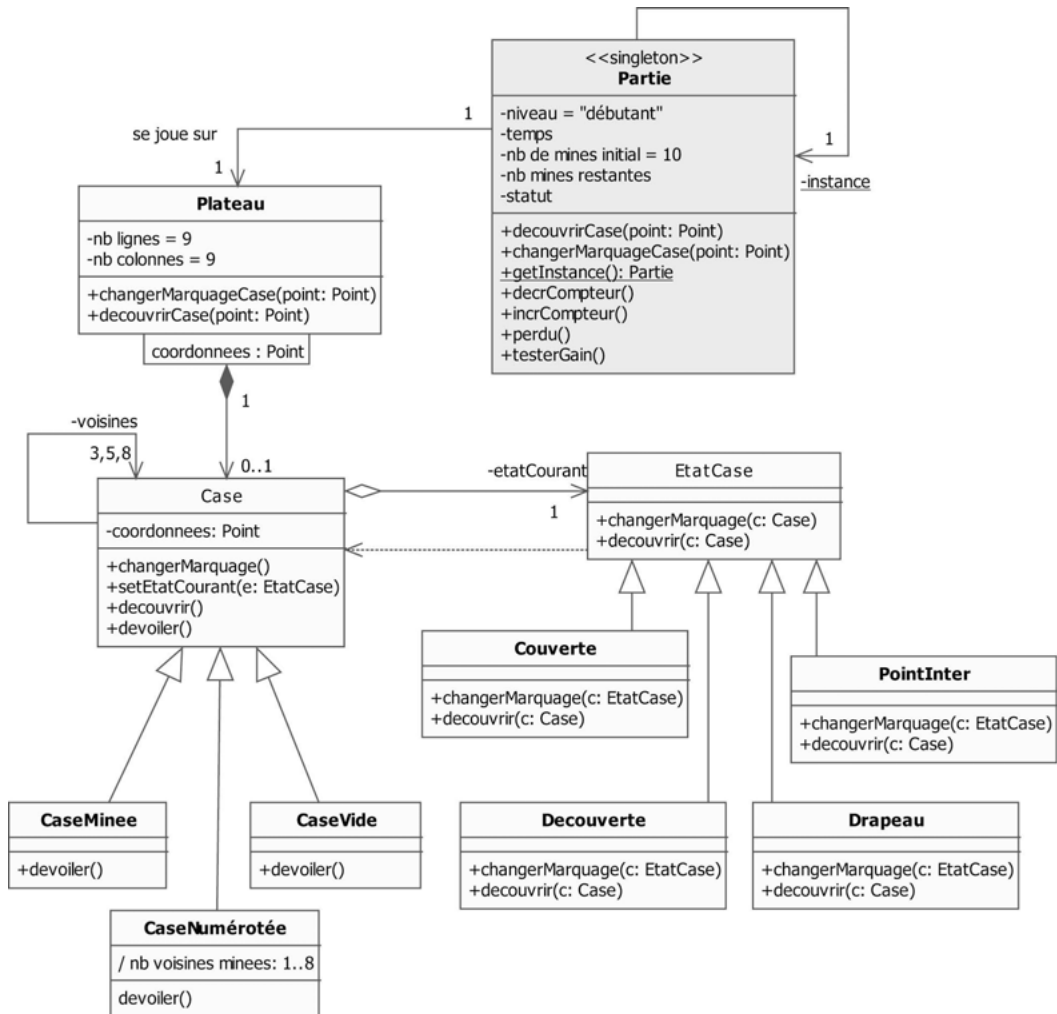 <<singleton>>
Partie
-niveau = "débutant"
-temps
-nb de mines initial = 10
-nb mines restantes
-statut
+decouvrirCase(point: Point)
+changerMarquageCase(point: Point)
+getInstance(): Partie
+decrCompteur()
+incrCompteur()
+perdu()
+testerGain()
1
-instance
1
se joue sur
1
Plateau
-nb lignes = 9
-nb colonnes = 9
+changerMarquageCase(point: Point)
+decouvrirCase(point: Point)
coordonnees : Point
1
-voisines
3,5,8
0..1
Case
-coordonnees: Point
+changerMarquage()
+setEtatCourant(e: EtatCase)
+decouvrir()
+devoiler()
-etatCourant
1
EtatCase
+changerMarquage(c: Case)
+decouvrir(c: Case)
Couverte
+changerMarquage(c: EtatCase)
+decouvrir(c: Case)
PointInter
+changerMarquage(c: EtatCase)
+decouvrir(c: Case)
CaseMinee
+devoiler()
CaseVide
+devoiler()
Decouverte
+changerMarquage(c: EtatCase)
+decouvrir(c: Case)
Drapeau
+changerMarquage(c: EtatCase)
+decouvrir(c: Case)
CaseNumérotée
/ nb voisines minees: 1..8
devoiler()